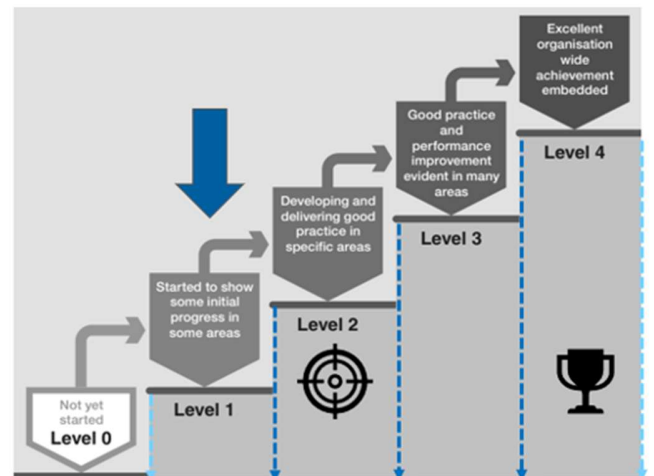 Not yet
started
Level 0
Started to show
some initial
progress in
some areas
Level 1
Developing and
delivering good
practice in
specific areas
Level 2
Good practice
and
performance
improvement
evident in many
areas
Level 3
Excellent
organisation
wide
achievement
embedded
Level 4